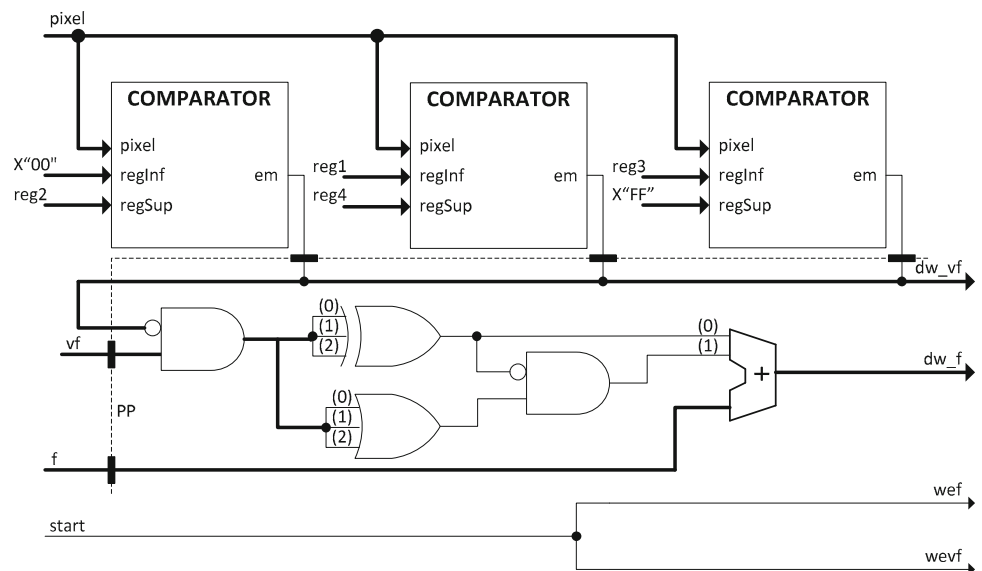 pixel
COMPARATOR COMPARATOR COMPARATOR
pixel pixel pixel
X“00" regInf em reg1 regInf em reg3 regInf em
reg2 regSup reg4 regSup X“FF” regSup
dw_vf
(0) (0)
(1) (1)
(2)
vf
+ dw_f
(0)
PP (1)
(2)
f
wef
start
wevf